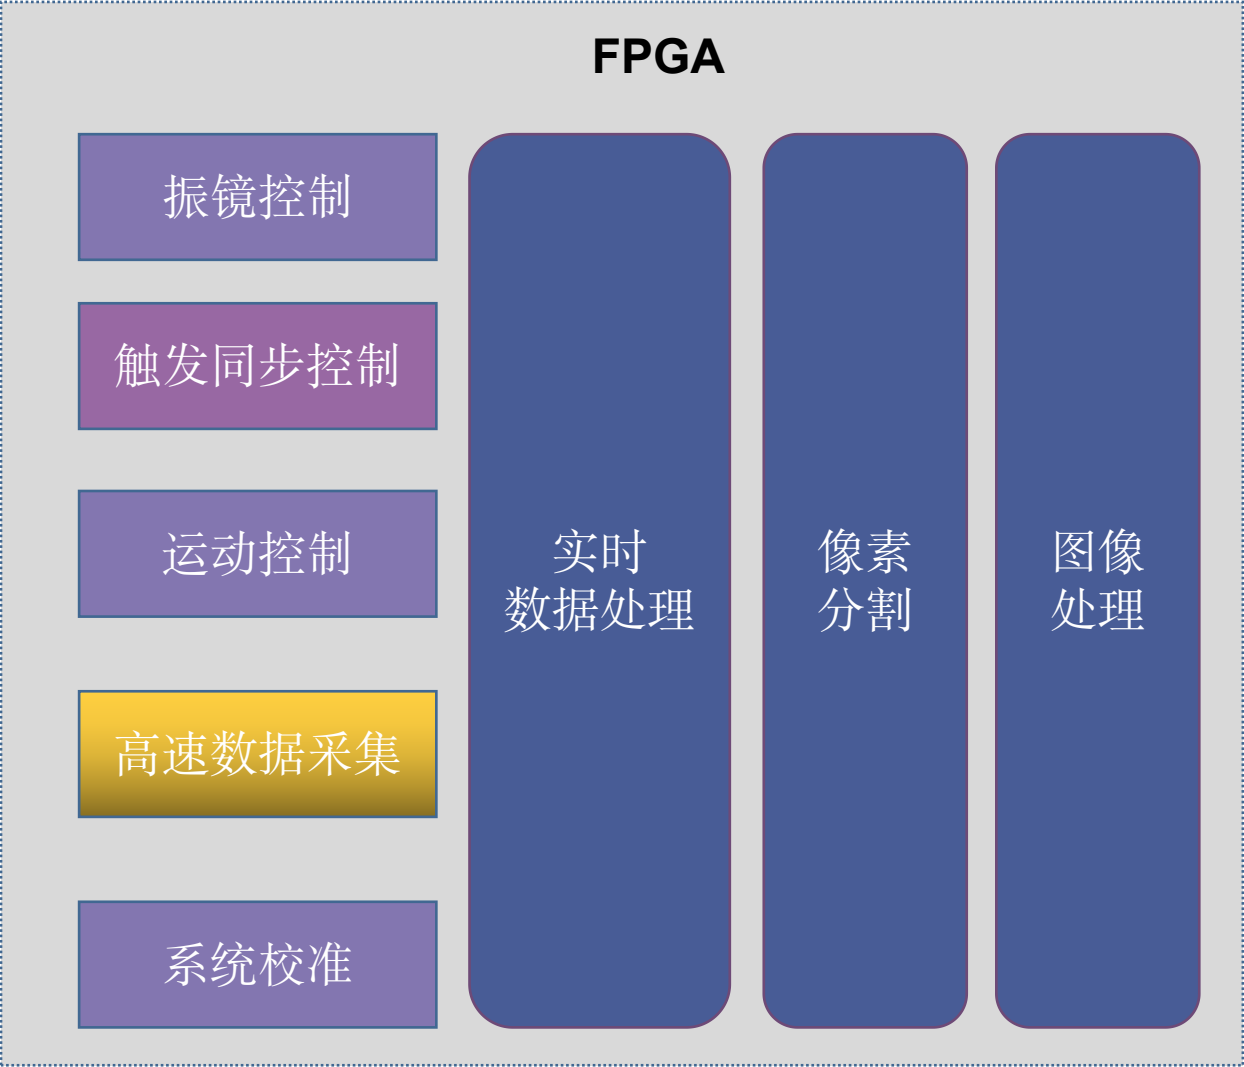 FPGA
振镜控制
触发同步控制
运动控制
高速数据采集
系统校准
实时
数据处理
像素
分割
图像
处理